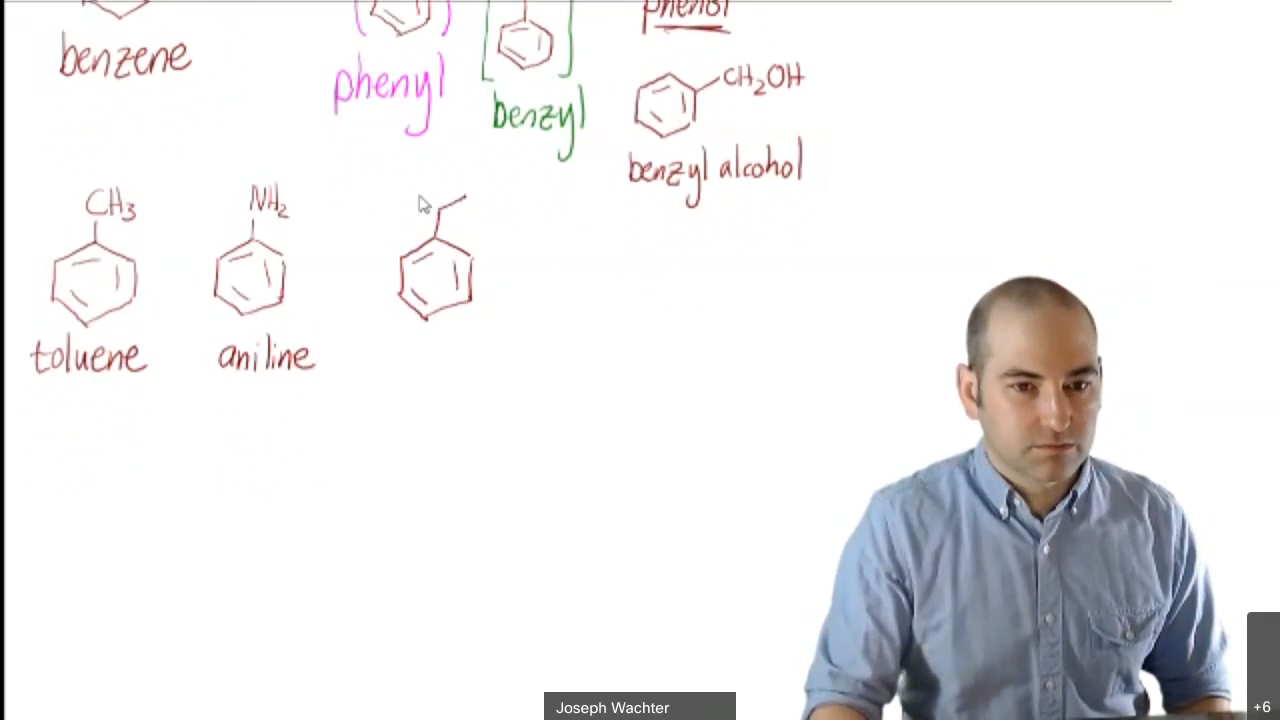 phenol
benzene
phenyl
benzyl
CH2OH
benzyl alcohol
CH3
NH2
toluene
aniline
Joseph Wachter
+6